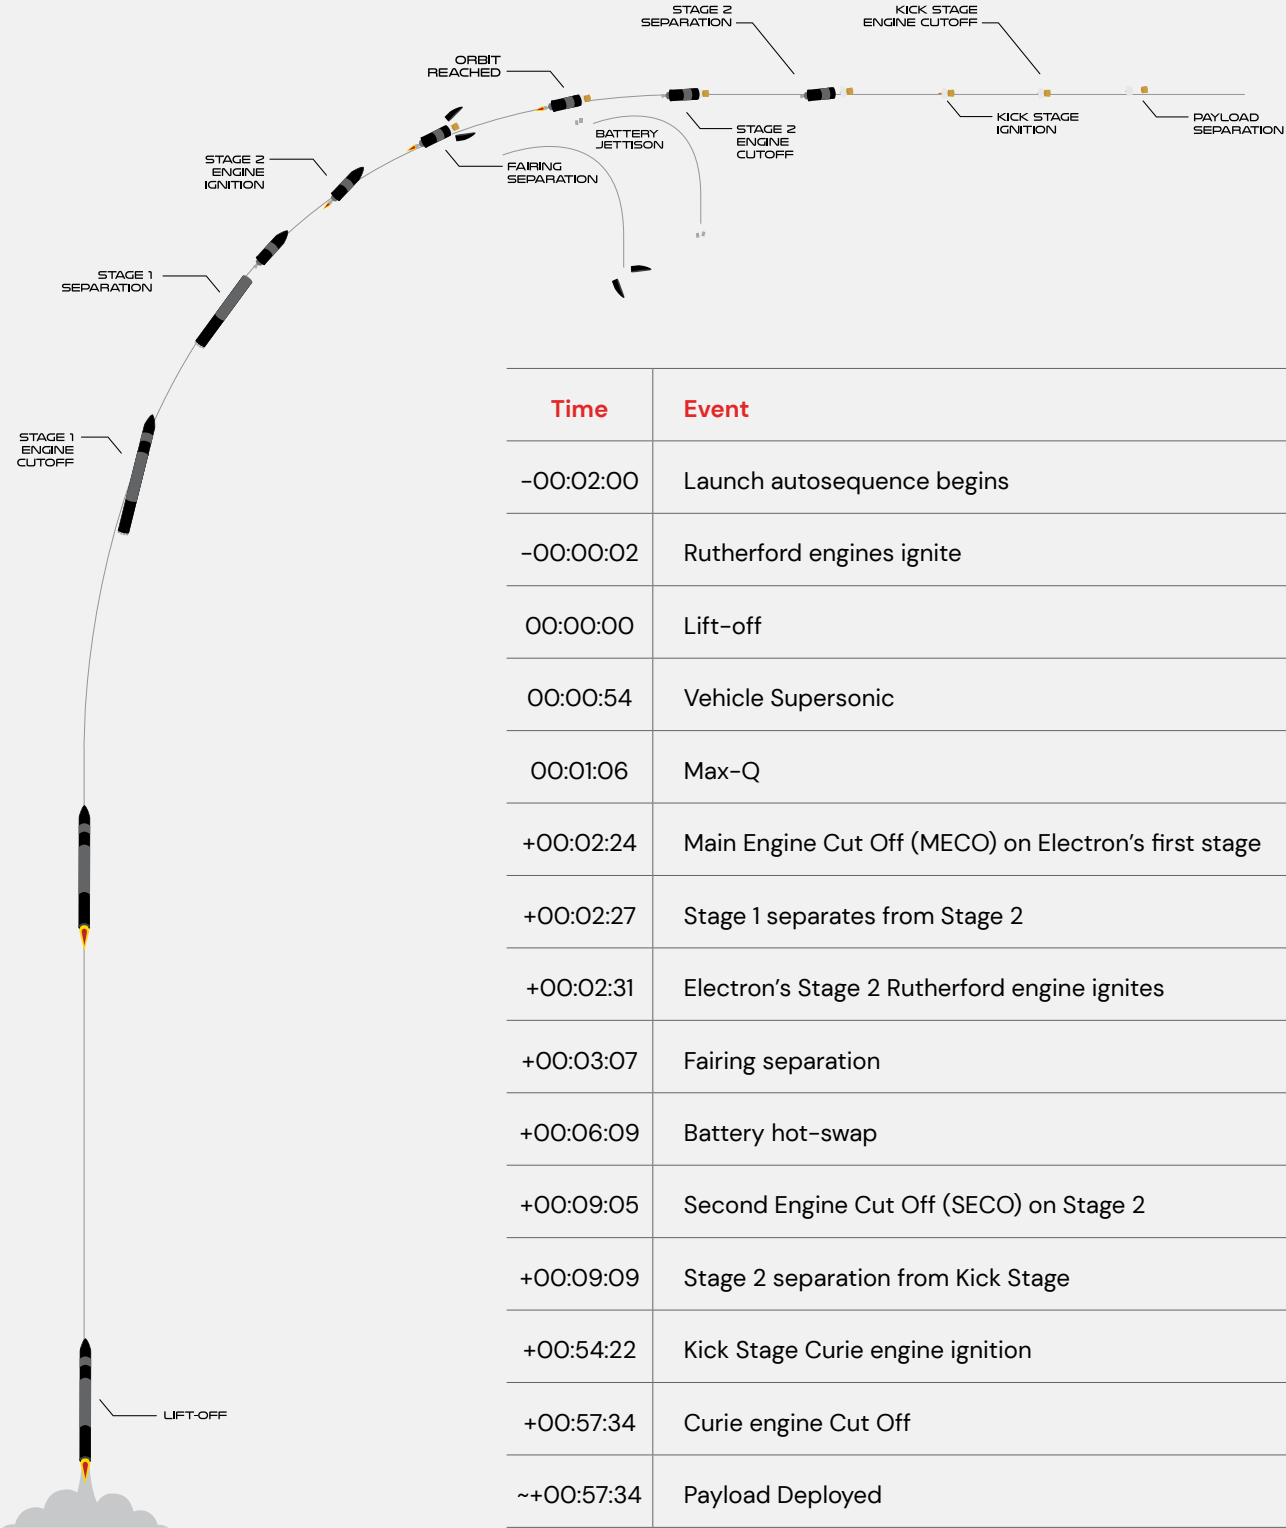 STAGE 2
SEPARATION
KICK STAGE
ENGINE CUTOFF
ORBIT
REACHED
KICK STAGE
IGNITION
PAYLOAD
SEPARATION
BATTERY
JETTISON
STAGE 2
ENGINE
CUTOFF
STAGE 2
ENGINE
IGNITION
FAIRING
SEPARATION
STAGE 1
SEPARATION
STAGE 1
ENGINE
CUTOFF
LIFT-OFF
Time Event
-00:02:00 Launch autosequence begins
-00:00:02 Rutherford engines ignite
00:00:00 Lift-off
00:00:54 Vehicle Supersonic
00:01:06 Max-Q
+00:02:24 Main Engine Cut Off (MECO) on Electron’s first stage
+00:02:27 Stage 1 separates from Stage 2
+00:02:31 Electron’s Stage 2 Rutherford engine ignites
+00:03:07 Fairing separation
+00:06:09 Battery hot-swap
+00:09:05 Second Engine Cut Off (SECO) on Stage 2
+00:09:09 Stage 2 separation from Kick Stage
+00:54:22 Kick Stage Curie engine ignition
+00:57:34 Curie engine Cut Off
~+00:57:34 Payload Deployed